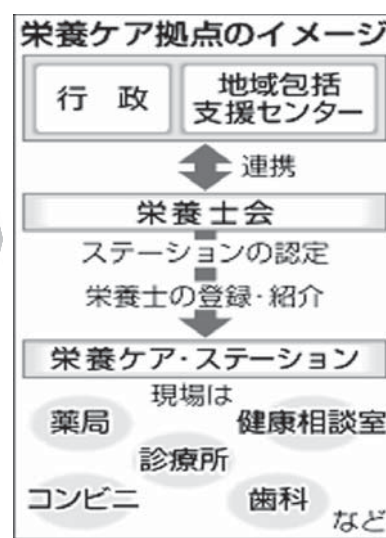 栄養ケア拠点のイメージ
行 政
地域包括
支援センター
連携
栄養士会
ステーションの認定
栄養士の登録・紹介
栄養ケア・ステーション
現場は
薬局
健康相談室
診療所
コンビニ
歯科
など